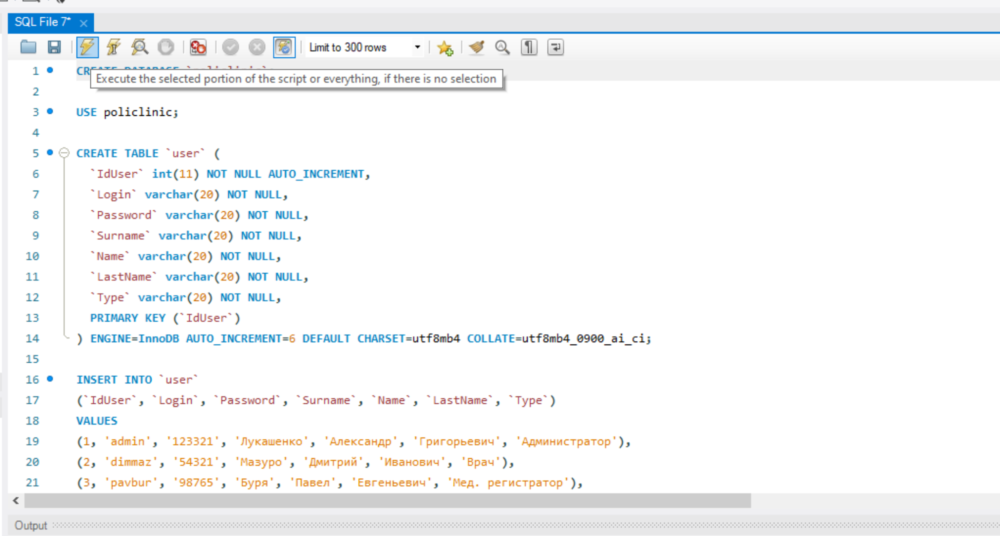 SQL File 7*
Limit to 300 rows
1 CREATE DATABASE `policlinic`;
Execute the selected portion of the script or everything, if there is no selection
2
3 USE policlinic;
4
5 CREATE TABLE `user` (
6 `IdUser` int(11) NOT NULL AUTO_INCREMENT,
7 `Login` varchar(20) NOT NULL,
8 `Password` varchar(20) NOT NULL,
9 `Surname` varchar(20) NOT NULL,
10 `Name` varchar(20) NOT NULL,
11 `LastName` varchar(20) NOT NULL,
12 `Type` varchar(20) NOT NULL,
13 PRIMARY KEY (`IdUser`)
14 ) ENGINE=InnoDB AUTO_INCREMENT=6 DEFAULT CHARSET=utf8mb4 COLLATE=utf8mb4_0900_ai_ci;
15
16 INSERT INTO `user`
17 (`IdUser`, `Login`, `Password`, `Surname`, `Name`, `LastName`, `Type`)
18 VALUES
19 (1, 'admin', '123321', 'Лукашенко', 'Александр', 'Григорьевич', 'Администратор'),
20 (2, 'dimmaz', '54321', 'Мазуро', 'Дмитрий', 'Иванович', 'Врач'),
21 (3, 'pavbur', '98765', 'Буря', 'Павел', 'Евгеньевич', 'Мед. регистратор'),
Output